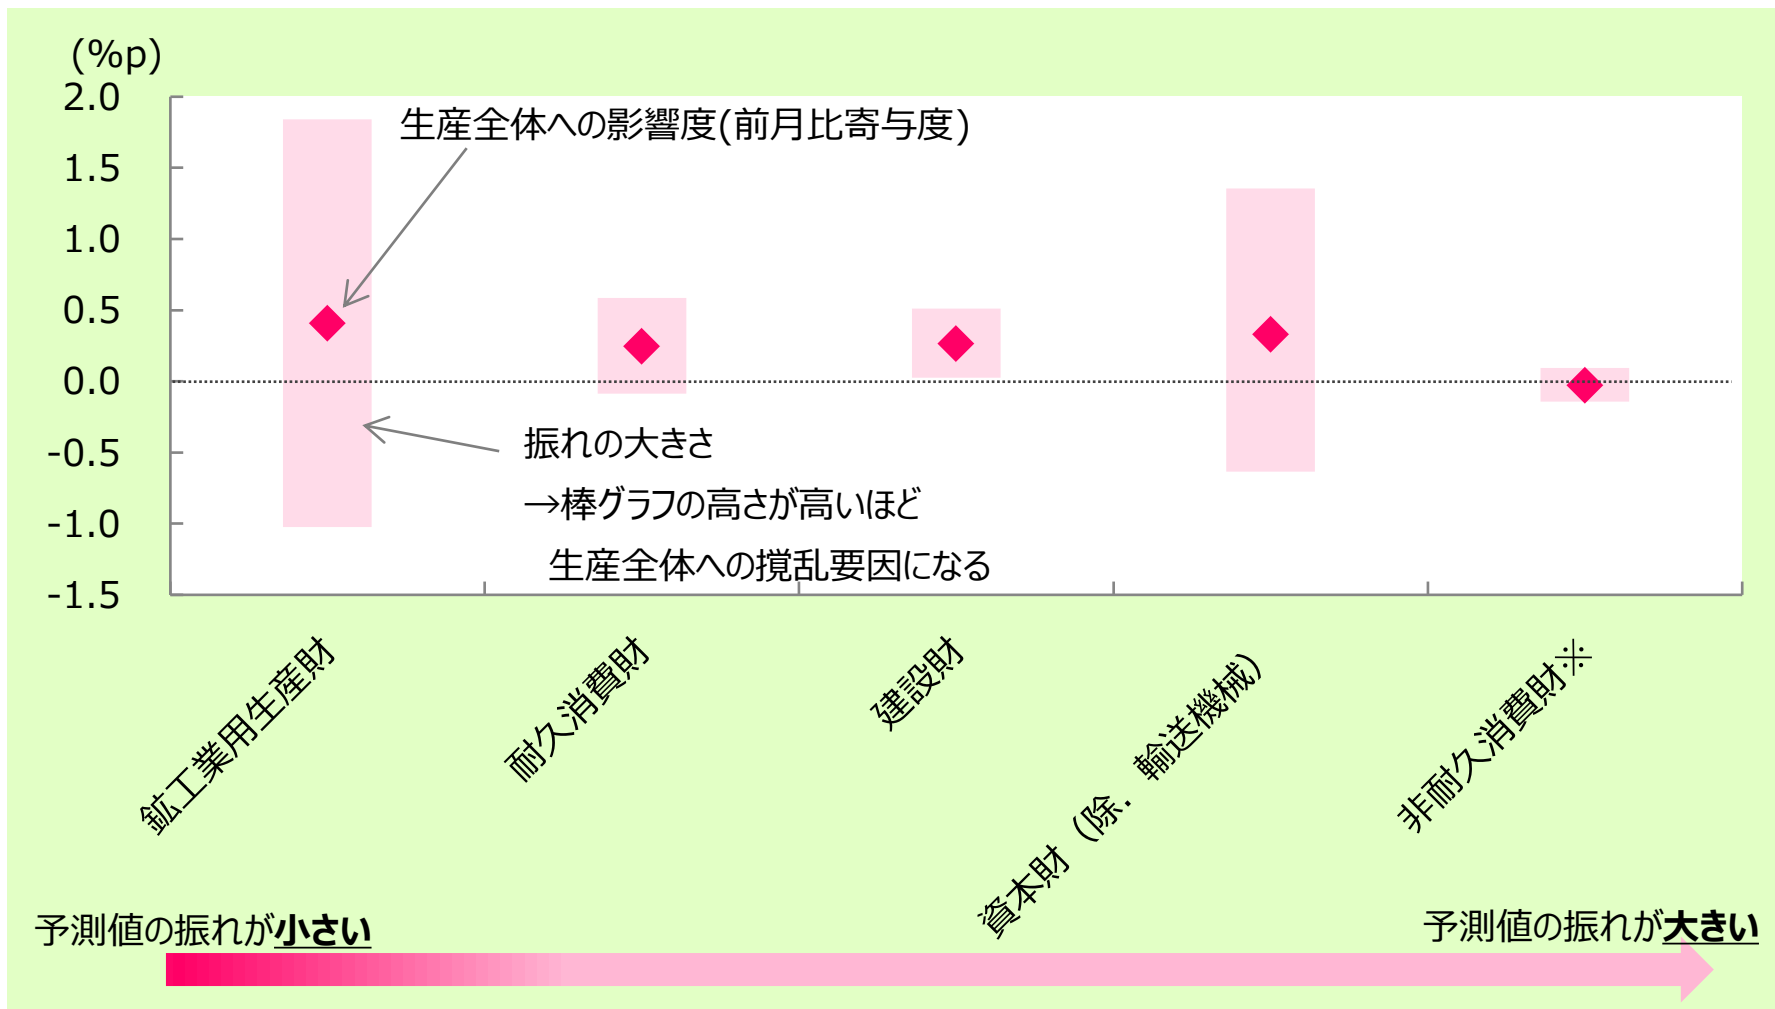 (%p)
2.0
1.5
1.0
0.5
0.0
-0.5
-1.0
-1.5
生産全体への影響度(前月比寄与度)
振れの大きさ
→棒グラフの高さが高いほど
生産全体への撹乱要因になる
鉱工業用生産財
耐久消費財
建設財
資本財（除．輸送機械）
非耐久消費財※
予測値の振れが小さい
予測値の振れが大きい